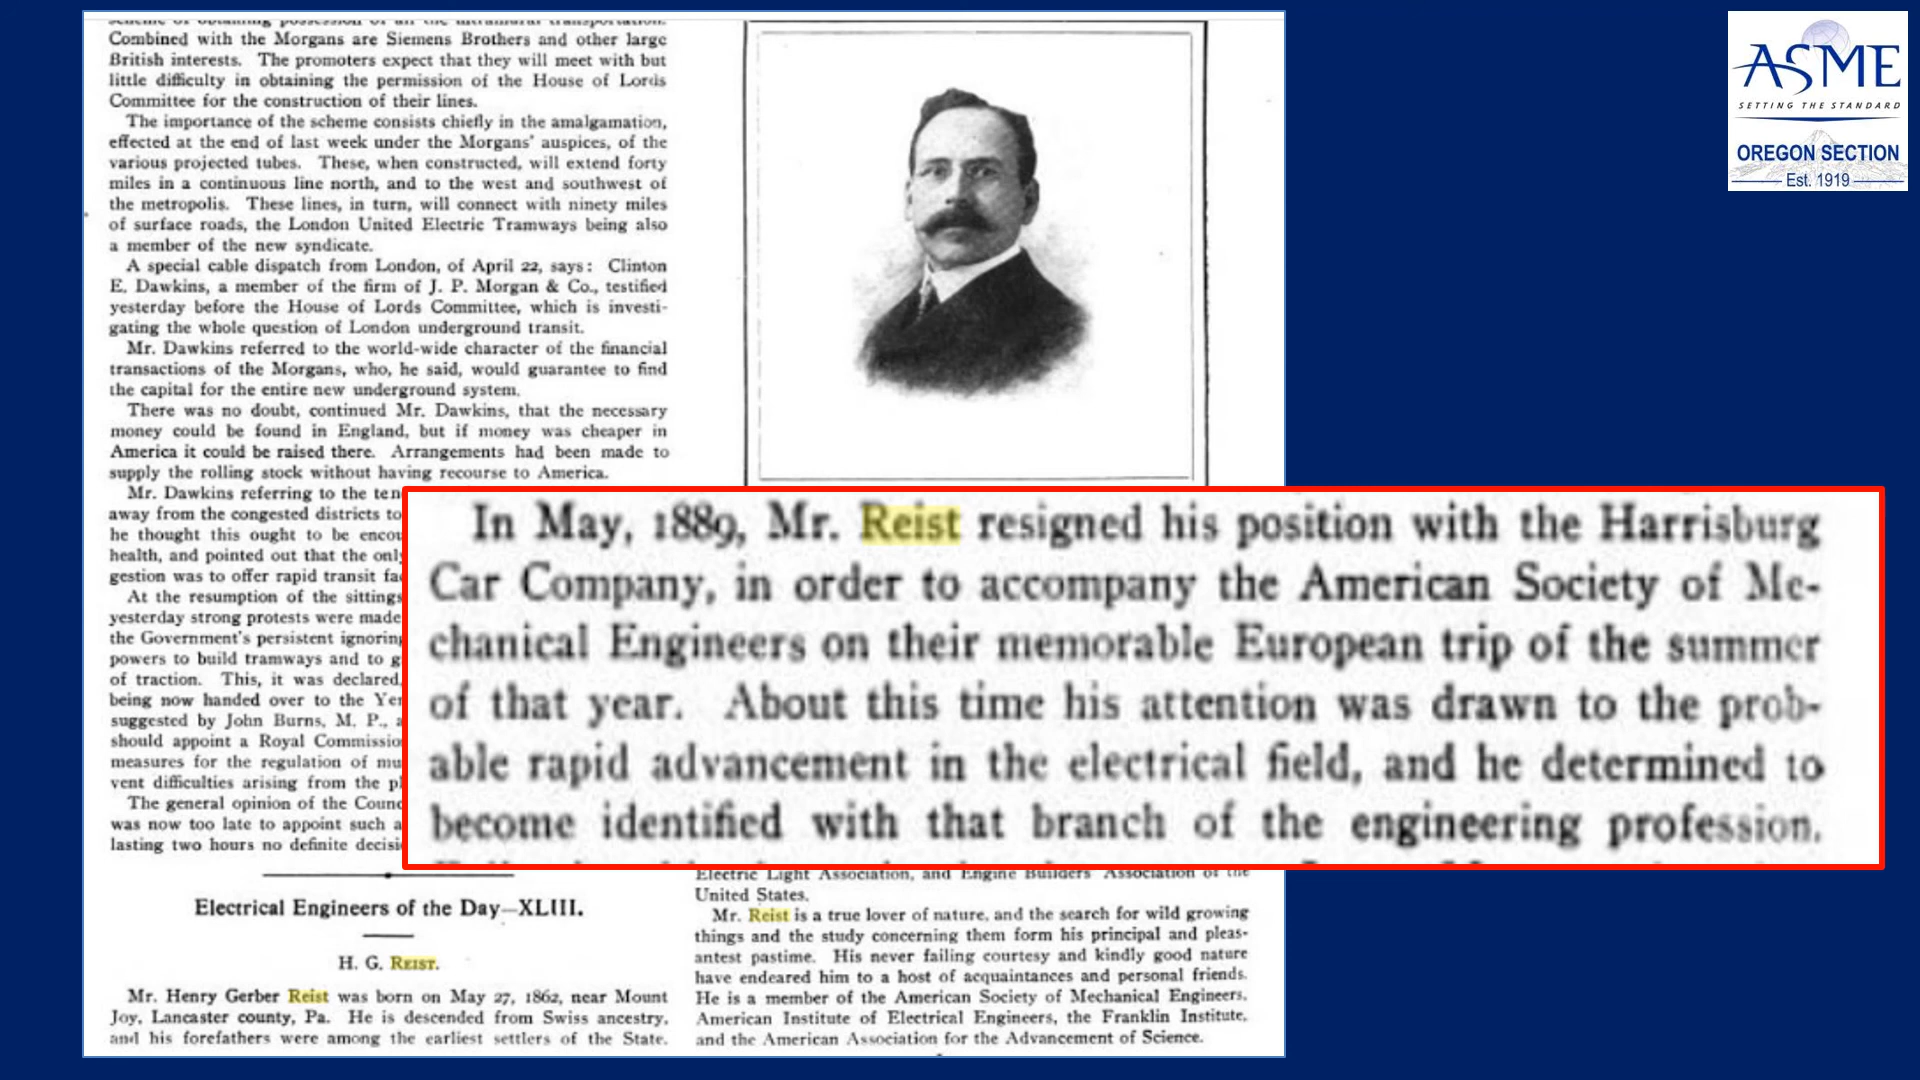 Combined with the Morgans are Siemens Brothers and other large
British interests. The promoters expect that they will meet with but
little difficulty in obtaining the permission of the House of Lords
Committee for the construction of their lines.
The importance of the scheme consists chiefly in the amalgamation,
effected at the end of last week under the Morgans' auspices, of the
various projected tubes. These, when constructed, will extend forty
miles in a continuous line north, and to the west and southwest of
the metropolis. These lines, in turn, will connect with ninety miles
of surface roads, the London United Electric Tramways being also
a member of the new syndicate.
A special cable dispatch from London, of April 22, says: Clinton
E. Dawkins, a member of the firm of J. P. Morgan & Co., testified
yesterday before the House of Lords Committee, which is investi-
gating the whole question of London underground transit.
Mr. Dawkins referred to the world-wide character of the financial
transactions of the Morgans, who, he said, would guarantee to find
the capital for the entire new underground system.
There was no doubt, continued Mr. Dawkins, that the necessary
money could be found in England, but if money was cheaper in
America it could be raised there. Arrangements had been made to
supply the rolling stock without having recourse to America.
Mr. Dawkins referring to the ten
away from the congested districts to
he thought this ought to be encou
health, and pointed out that the only
gestion was to offer rapid transit fa
At the resumption of the sittings
yesterday strong protests were made
the Government's persistent ignoring
powers to build tramways and to g
of traction. This, it was declared,
being now handed over to the Yer
suggested by John Burns, M. P., a
should appoint a Royal Commissio
measures for the regulation of mu
vent difficulties arising from the pl
The general opinion of the Counc
was now too late to appoint such a
lasting two hours no definite decisi
Electrical Engineers of the Day—XLIII.
H. G. REIST.
Mr. Henry Gerber Reist was born on May 27, 1862, near Mount
Joy, Lancaster county, Pa. He is descended from Swiss ancestry,
and his forefathers were among the earliest settlers of the State.
In May, 1889, Mr. Reist resigned his position with the Harrisburg
Car Company, in order to accompany the American Society of Me-
chanical Engineers on their memorable European trip of the summer
of that year. About this time his attention was drawn to the prob-
able rapid advancement in the electrical field, and he determined to
become identified with that branch of the engineering profession.
Electric Light Association, and Engine Builders' Association of the
United States.
Mr. Reist is a true lover of nature, and the search for wild growing
things and the study concerning them form his principal and pleas-
antest pastime. His never failing courtesy and kindly good nature
have endeared him to a host of acquaintances and personal friends.
He is a member of the American Society of Mechanical Engineers,
American Institute of Electrical Engineers, the Franklin Institute,
and the American Association for the Advancement of Science.
ASME
SETTING THE STANDARD
OREGON SECTION
Est. 1919